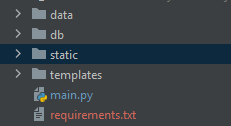 data
db
static
templates
main.py
requirements.txt